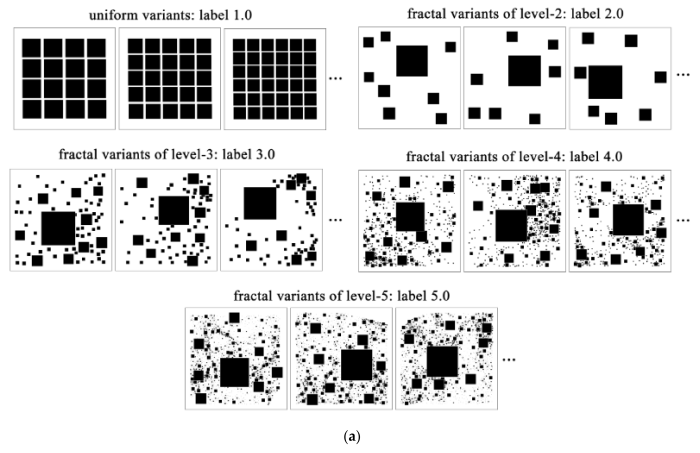 uniform variants: label 1.0
fractal variants of level-2: label 2.0
...
...
fractal variants of level-3: label 3.0
fractal variants of level-4: label 4.0
...
...
fractal variants of level-5: label 5.0
...
(a)